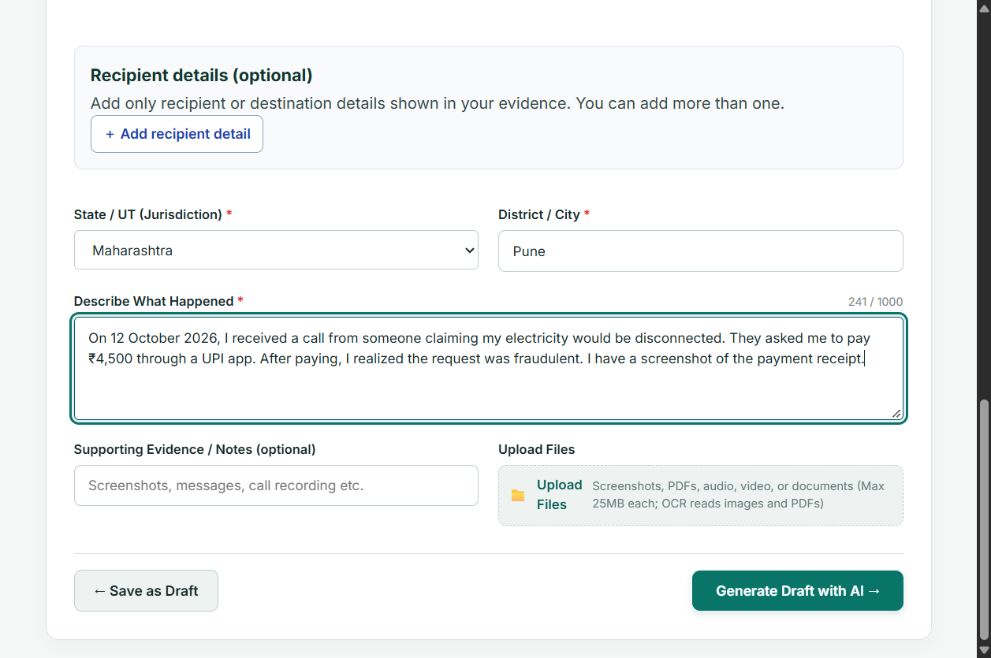 Recipient details (optional)
Add only recipient or destination details shown in your evidence. You can add more than one.
+ Add recipient detail
State / UT (Jurisdiction) *
Maharashtra
District / City *
Pune
Describe What Happened *
241 / 1000
On 12 October 2026, I received a call from someone claiming my electricity would be disconnected. They asked me to pay
₹4,500 through a UPI app. After paying, I realized the request was fraudulent. I have a screenshot of the payment receipt.
Supporting Evidence / Notes (optional)
Screenshots, messages, call recording etc.
Upload Files
Upload
Files
Screenshots, PDFs, audio, video, or documents (Max
25MB each; OCR reads images and PDFs)
← Save as Draft
Generate Draft with AI →